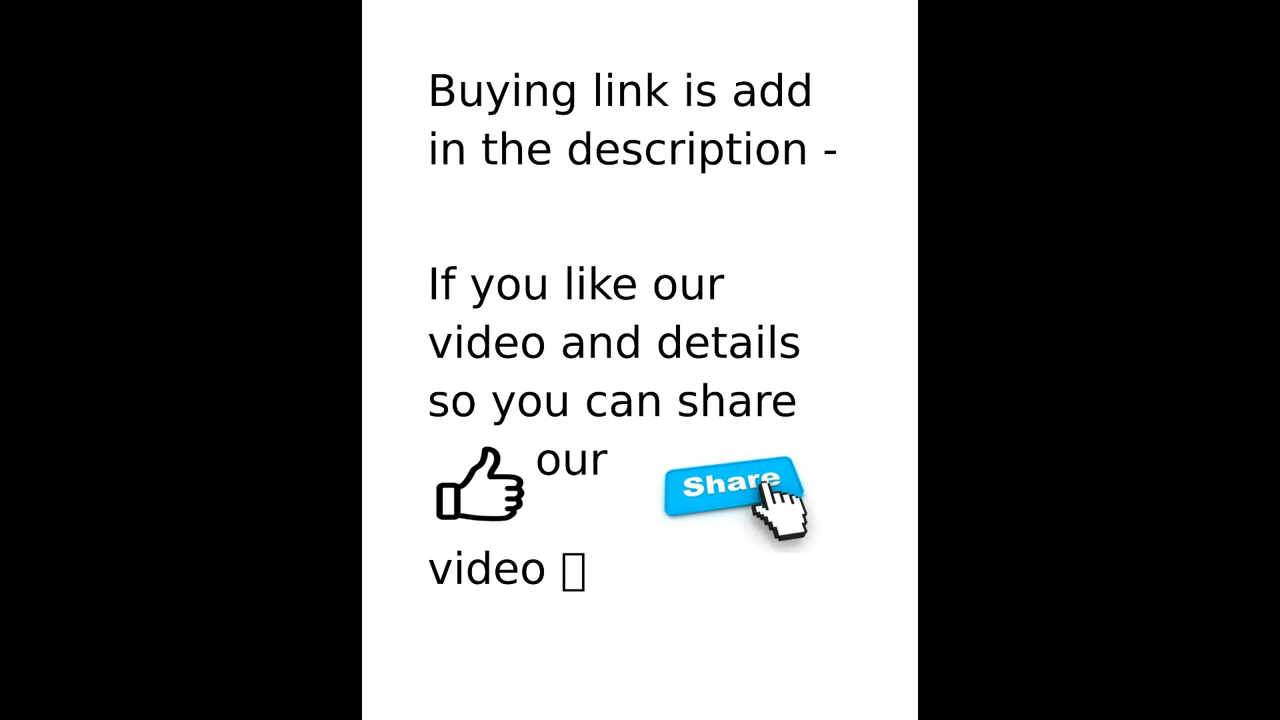 Buying link is add
in the description -
If you like our
video and details
so you can share
our
Share
video